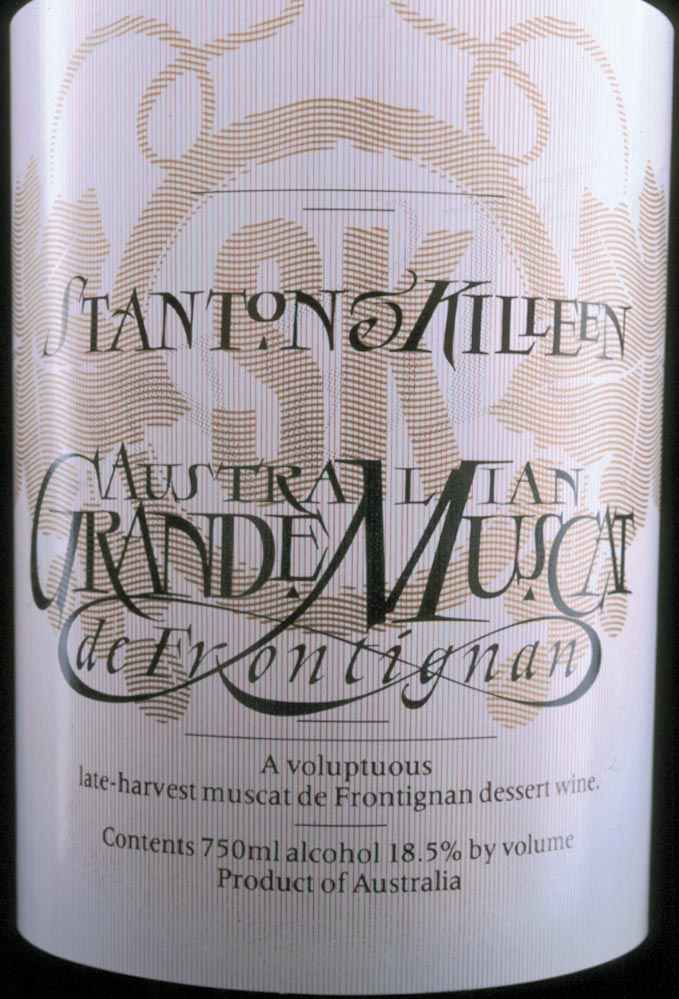 SK
STANTON & KILLEEN
AUSTRALIAN
GRANDE MUSCAT
de Frontignan
A voluptuous
late-harvest muscat de Frontignan dessert wine.
Contents 750ml alcohol 18.5% by volume
Product of Australia